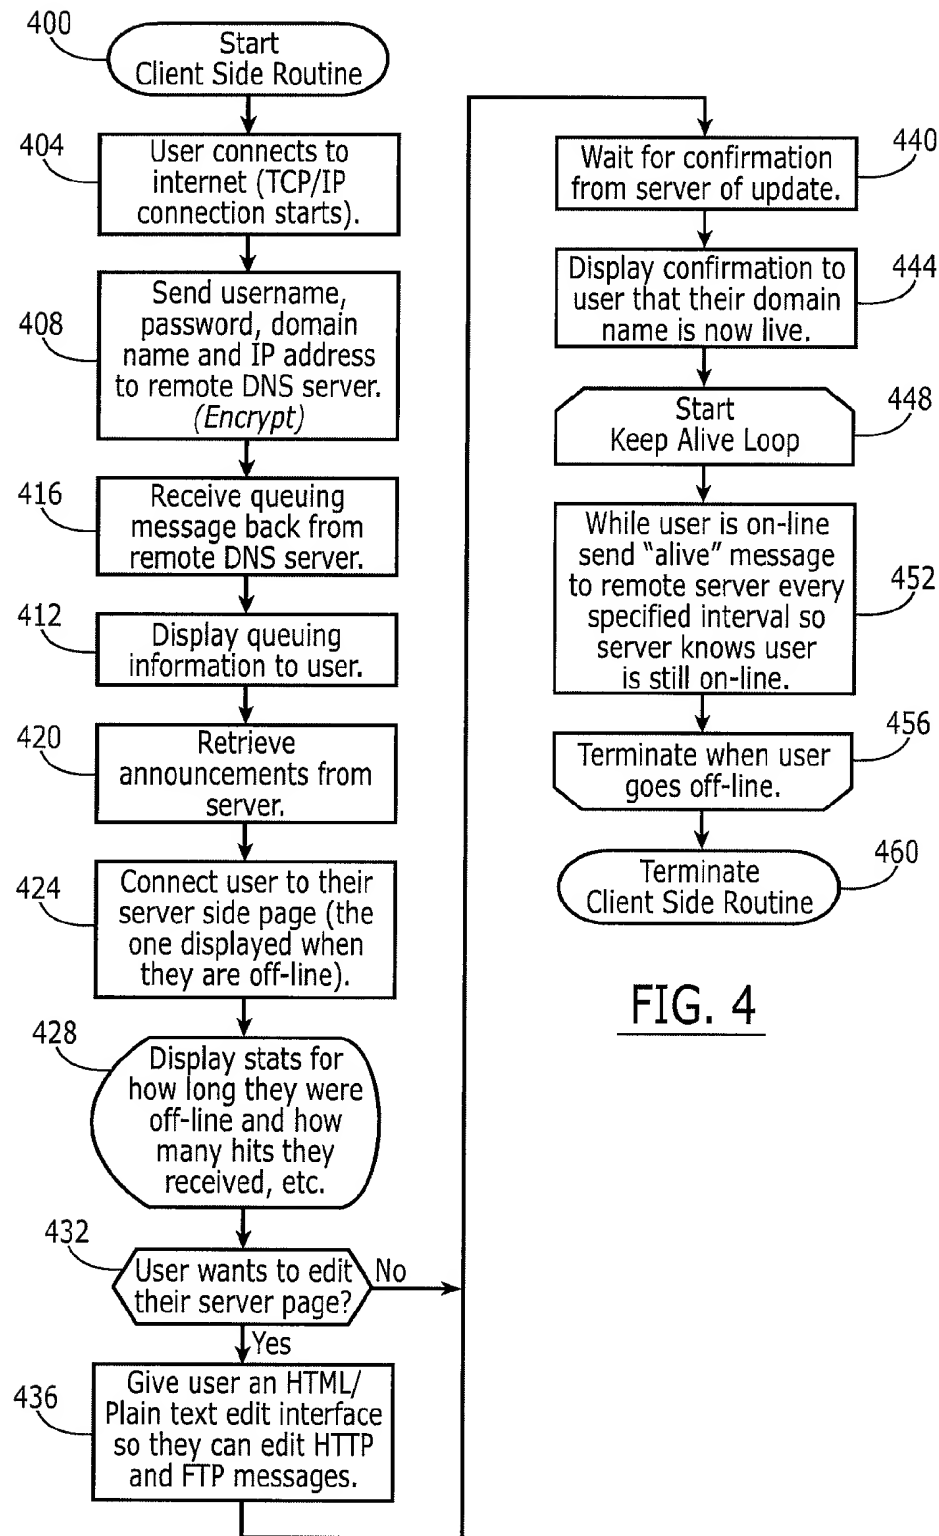 400
Start
Client Side Routine
404
User connects to
internet (TCP/IP
connection starts).
408
Send username,
password, domain
name and IP address
to remote DNS server.
(Encrypt)
416
Receive queuing
message back from
remote DNS server.
412
Display queuing
information to user.
420
Retrieve
announcements from
server.
424
Connect user to their
server side page (the
one displayed when
they are off-line).
428
Display stats for
how long they were
off-line and how
many hits they
received, etc.
432
User wants to edit
their server page?
No
Yes
436
Give user an HTML/
Plain text edit interface
so they can edit HTTP
and FTP messages.
440
Wait for confirmation
from server of update.
444
Display confirmation to
user that their domain
name is now live.
448
Start
Keep Alive Loop
452
While user is on-line
send “alive” message
to remote server every
specified interval so
server knows user
is still on-line.
456
Terminate when user
goes off-line.
460
Terminate
Client Side Routine
FIG. 4